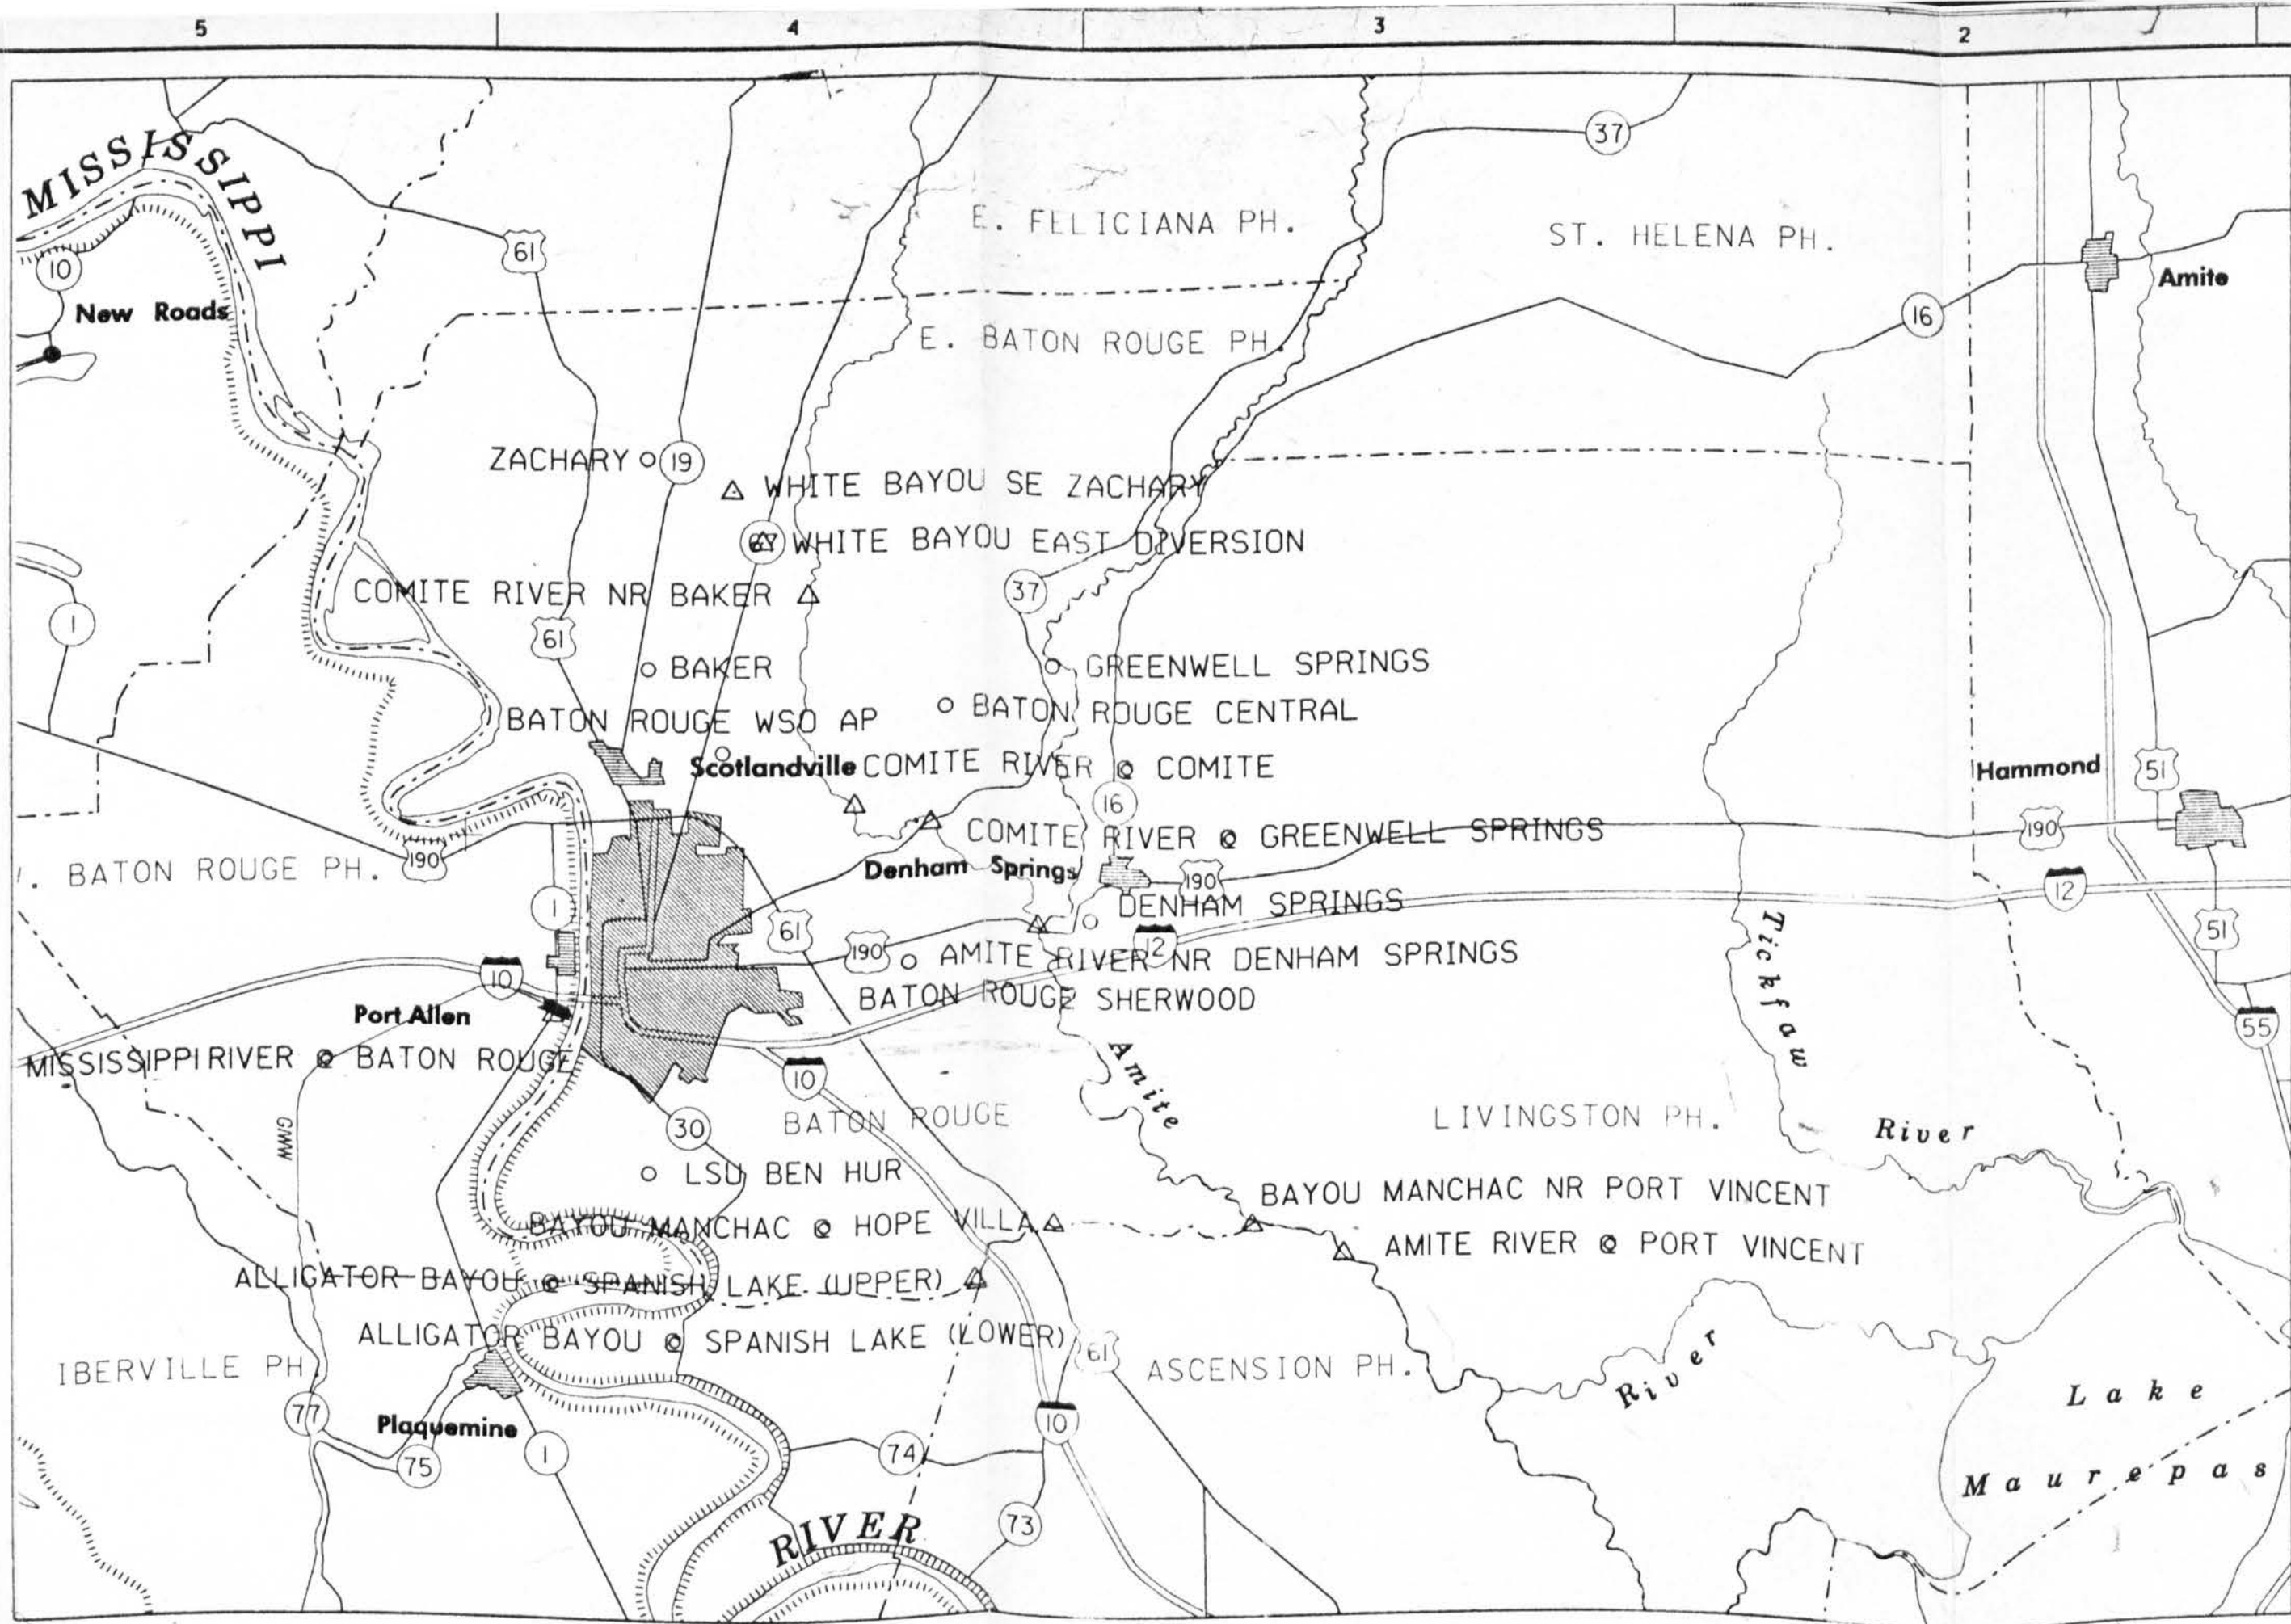 5 4 3 2
MISSISSIPPI
37
E. FELICIANA PH.
ST. HELENA PH.
61
10
New Roads
Amite
16
E. BATON ROUGE PH.
ZACHARY 19
WHITE BAYOU SE ZACHARY
67 WHITE BAYOU EAST DIVERSION
COMITE RIVER NR BAKER
37
1
61
BAKER
GREENWELL SPRINGS
BATON ROUGE WSO AP
BATON ROUGE CENTRAL
Scotlandville
COMITE RIVER @ COMITE
Hammond
51
16
COMITE RIVER @ GREENWELL SPRINGS
190
. BATON ROUGE PH.
190
Denham Springs
190
12
DENHAM SPRINGS
1
61
51
190
AMITE RIVER NR DENHAM SPRINGS
12
10
BATON ROUGE SHERWOOD
Port Allen
Tickfaw
55
MISSISSIPPI RIVER @ BATON ROUGE
10
Amite
GWW
30
BATON ROUGE
LIVINGSTON PH.
River
LSU BEN HUR
BAYOU MANCHAC NR PORT VINCENT
BAYOU MANCHAC @ HOPE VILLA
AMITE RIVER @ PORT VINCENT
ALLIGATOR BAYOU @ SPANISH LAKE (UPPER)
ALLIGATOR BAYOU @ SPANISH LAKE (LOWER)
61
IBERVILLE PH.
ASCENSION PH.
River
Lake
77
Plaquemine
10
75
1
74
Maurepas
73
RIVER